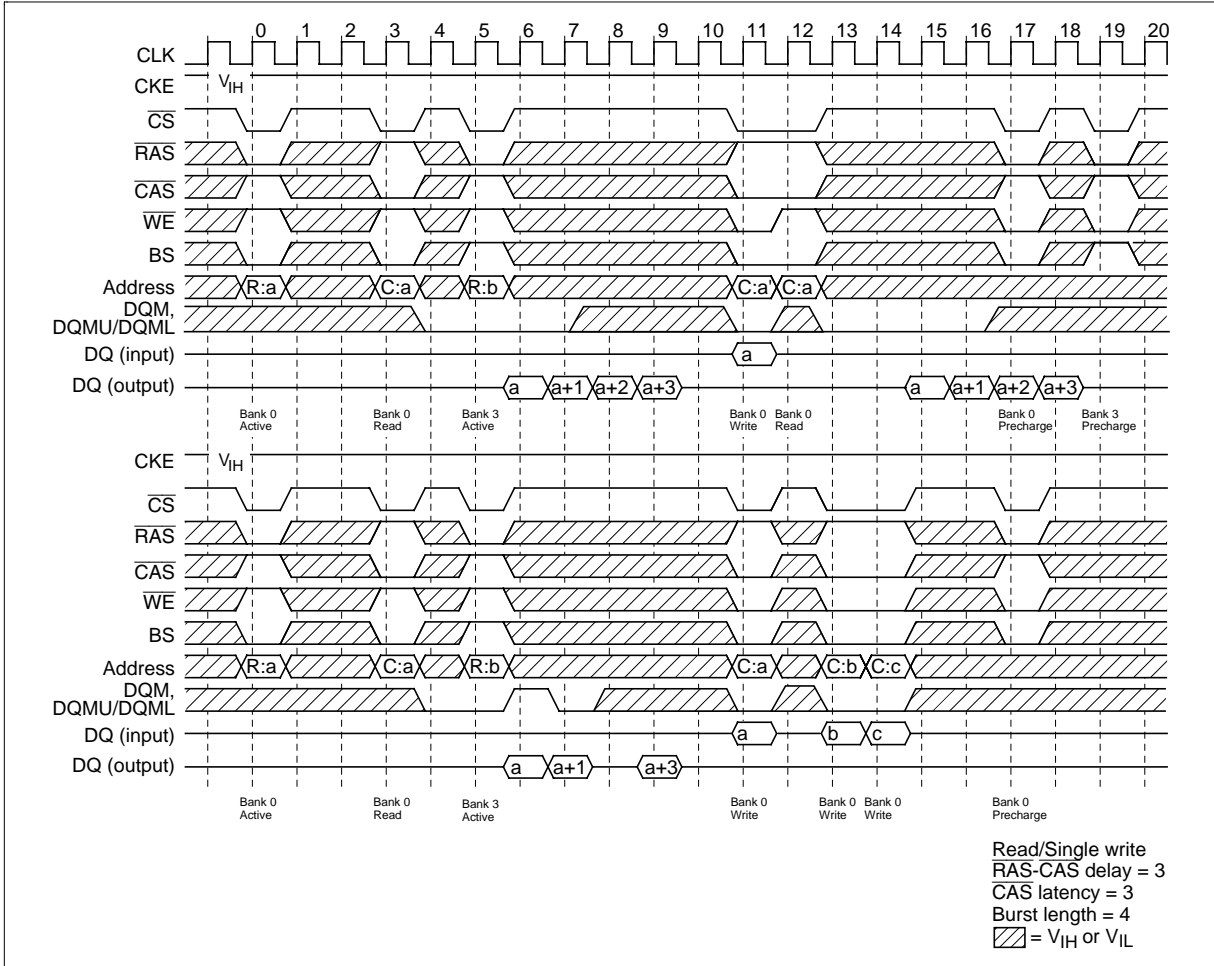 0 1 2 3 4 5 6 7 8 9 10 11 12 13 14 15 16 17 18 19 20
CLK
CKE VIH
CS
RAS
CAS
WE
BS
Address R:a C:a R:b C:a' C:a
DQM,
DQMU/DQML
DQ (input) a
DQ (output) a a+1 a+2 a+3 a a+1 a+2 a+3
Bank 0 Bank 0 Bank 3 Bank 0 Bank 0 Bank 0 Bank 3
Active Read Active Write Read Precharge Precharge
CKE VIH
CS
RAS
CAS
WE
BS
Address R:a C:a R:b C:a C:b C:c
DQM,
DQMU/DQML
DQ (input) a b c
DQ (output) a a+1 a+3
Bank 0 Bank 0 Bank 3 Bank 0 Bank 0 Bank 0 Bank 0
Active Read Active Write Write Write Precharge
Read/Single write
RAS-CAS delay = 3
CAS latency = 3
Burst length = 4
= VIH or VIL